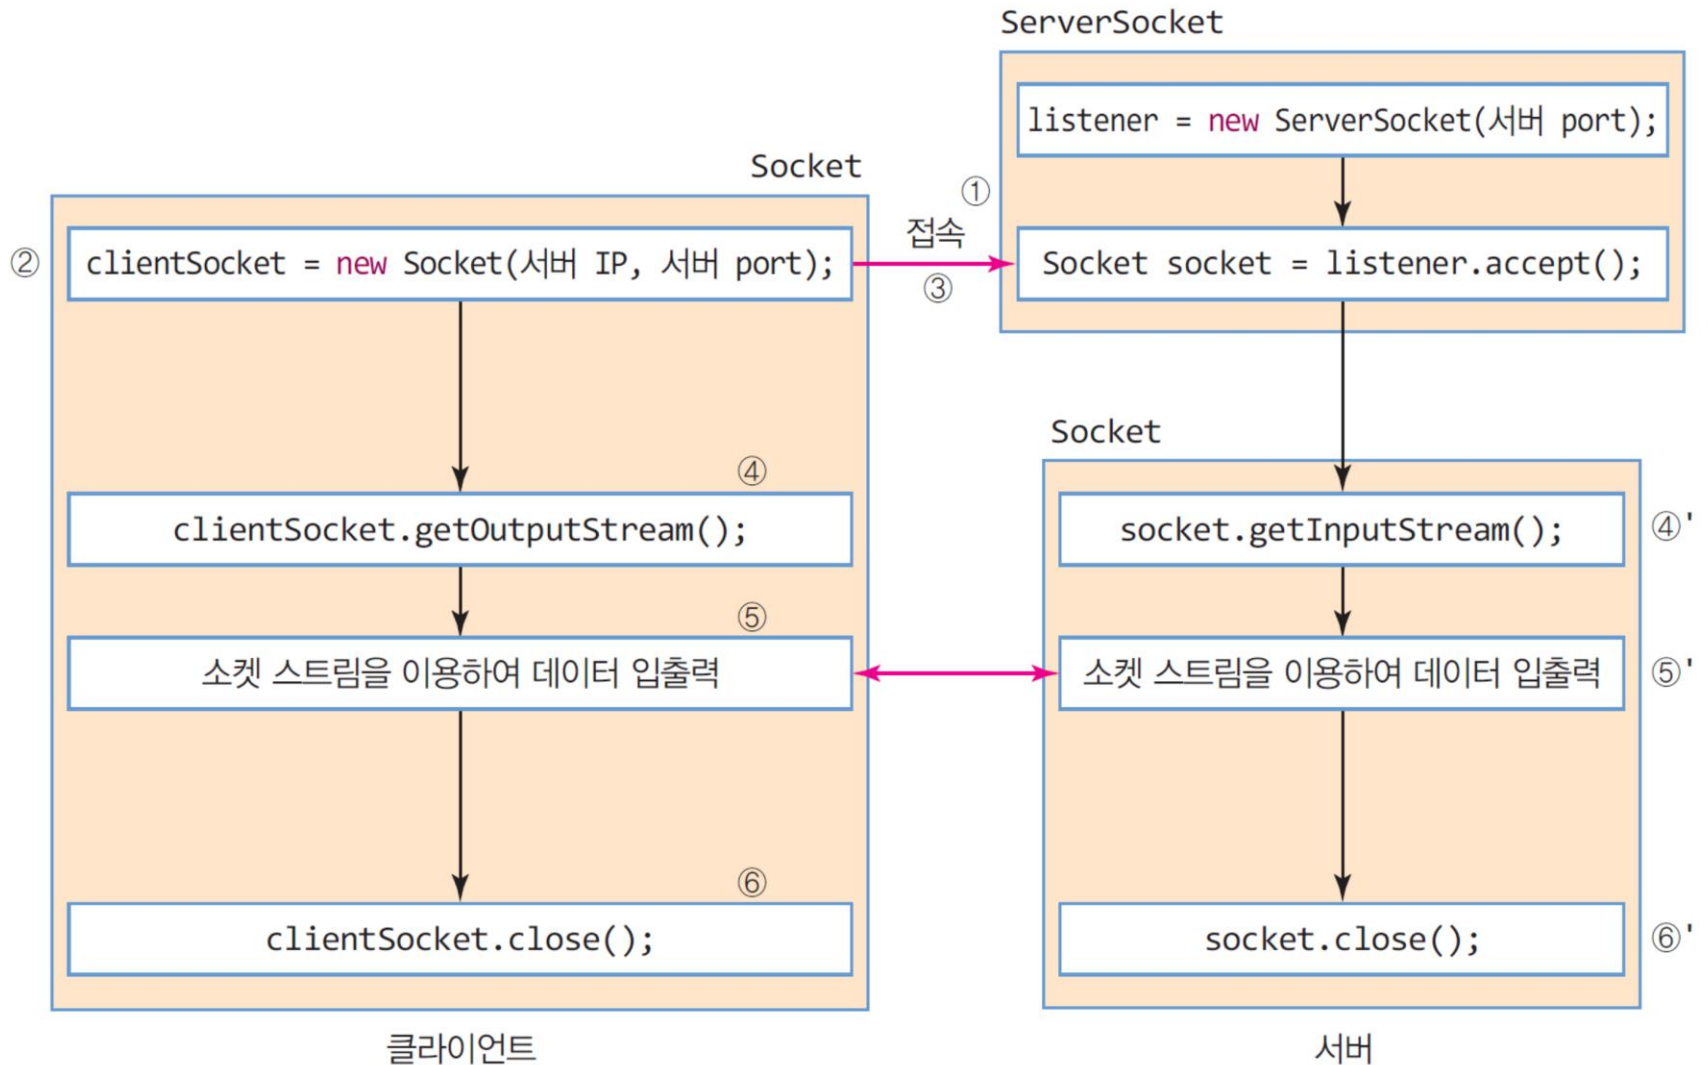 ServerSocket
listener = new ServerSocket(서버 port);
Socket
①
② clientSocket = new Socket(서버 IP, 서버 port);
접속
③
Socket socket = listener.accept();
Socket
④
clientSocket.getOutputStream();
socket.getInputStream();
④'
⑤
소켓 스트림을 이용하여 데이터 입출력
소켓 스트림을 이용하여 데이터 입출력
⑤'
⑥
clientSocket.close();
socket.close();
⑥'
클라이언트
서버